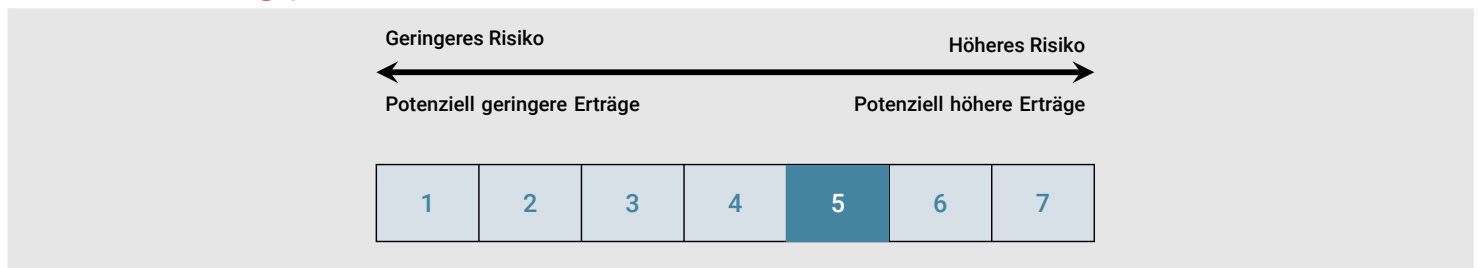 Geringeres Risiko
Höheres Risiko
Potenziell geringere Erträge
Potenziell höhere Erträge
1 2 3 4 5 6 7